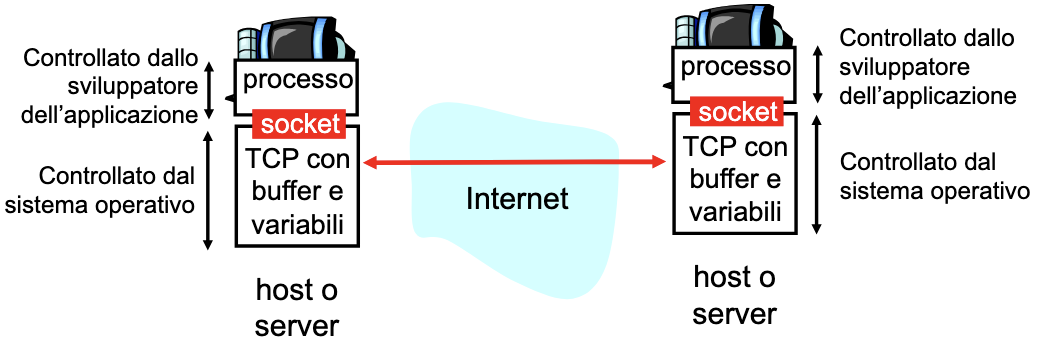 Controllato dallo
sviluppatore
dell’applicazione
processo
socket
TCP con
buffer e
variabili
Controllato dal
sistema operativo
host o
server
Internet
processo
socket
TCP con
buffer e
variabili
Controllato dallo
sviluppatore
dell’applicazione
Controllato dal
sistema operativo
host o
server